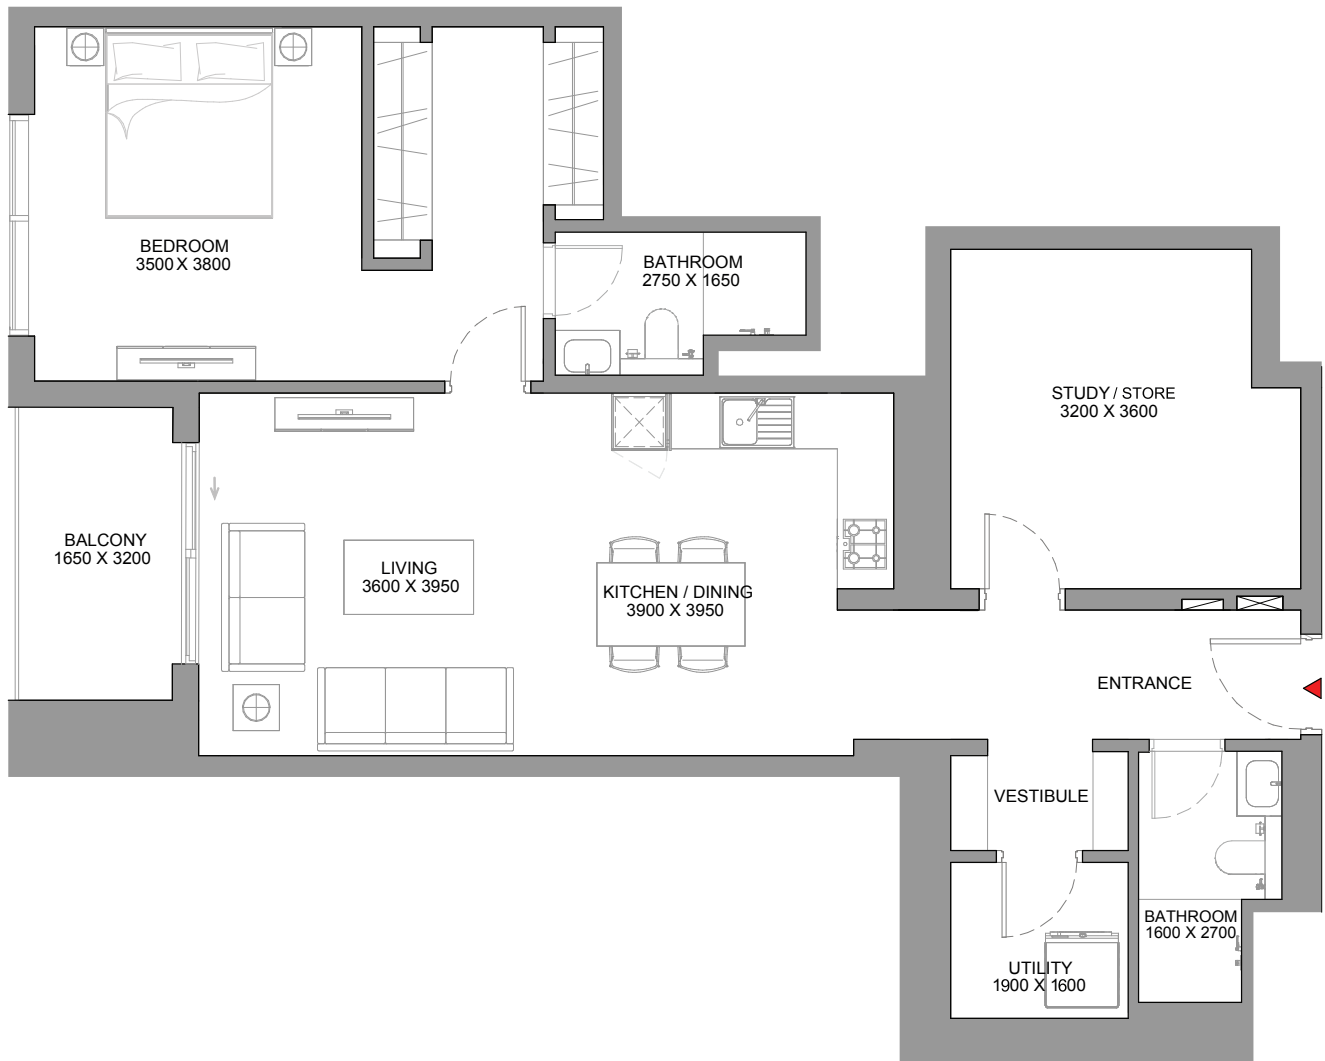 BEDROOM
3500 X 3800
BATHROOM
2750 X 1650
STUDY / STORE
3200 X 3600
BALCONY
1650 X 3200
LIVING
3600 X 3950
KITCHEN / DINING
3900 X 3950
ENTRANCE
VESTIBULE
BATHROOM
1600 X 2700
UTILITY
1900 X 1600